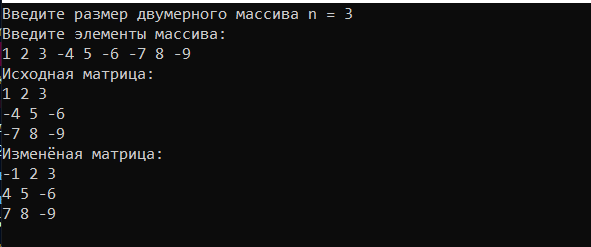 Введите размер двумерного массива n = 3
Введите элементы массива:
1 2 3 -4 5 -6 -7 8 -9
Исходная матрица:
1 2 3
-4 5 -6
-7 8 -9
Изменёная матрица:
-1 2 3
4 5 -6
7 8 -9